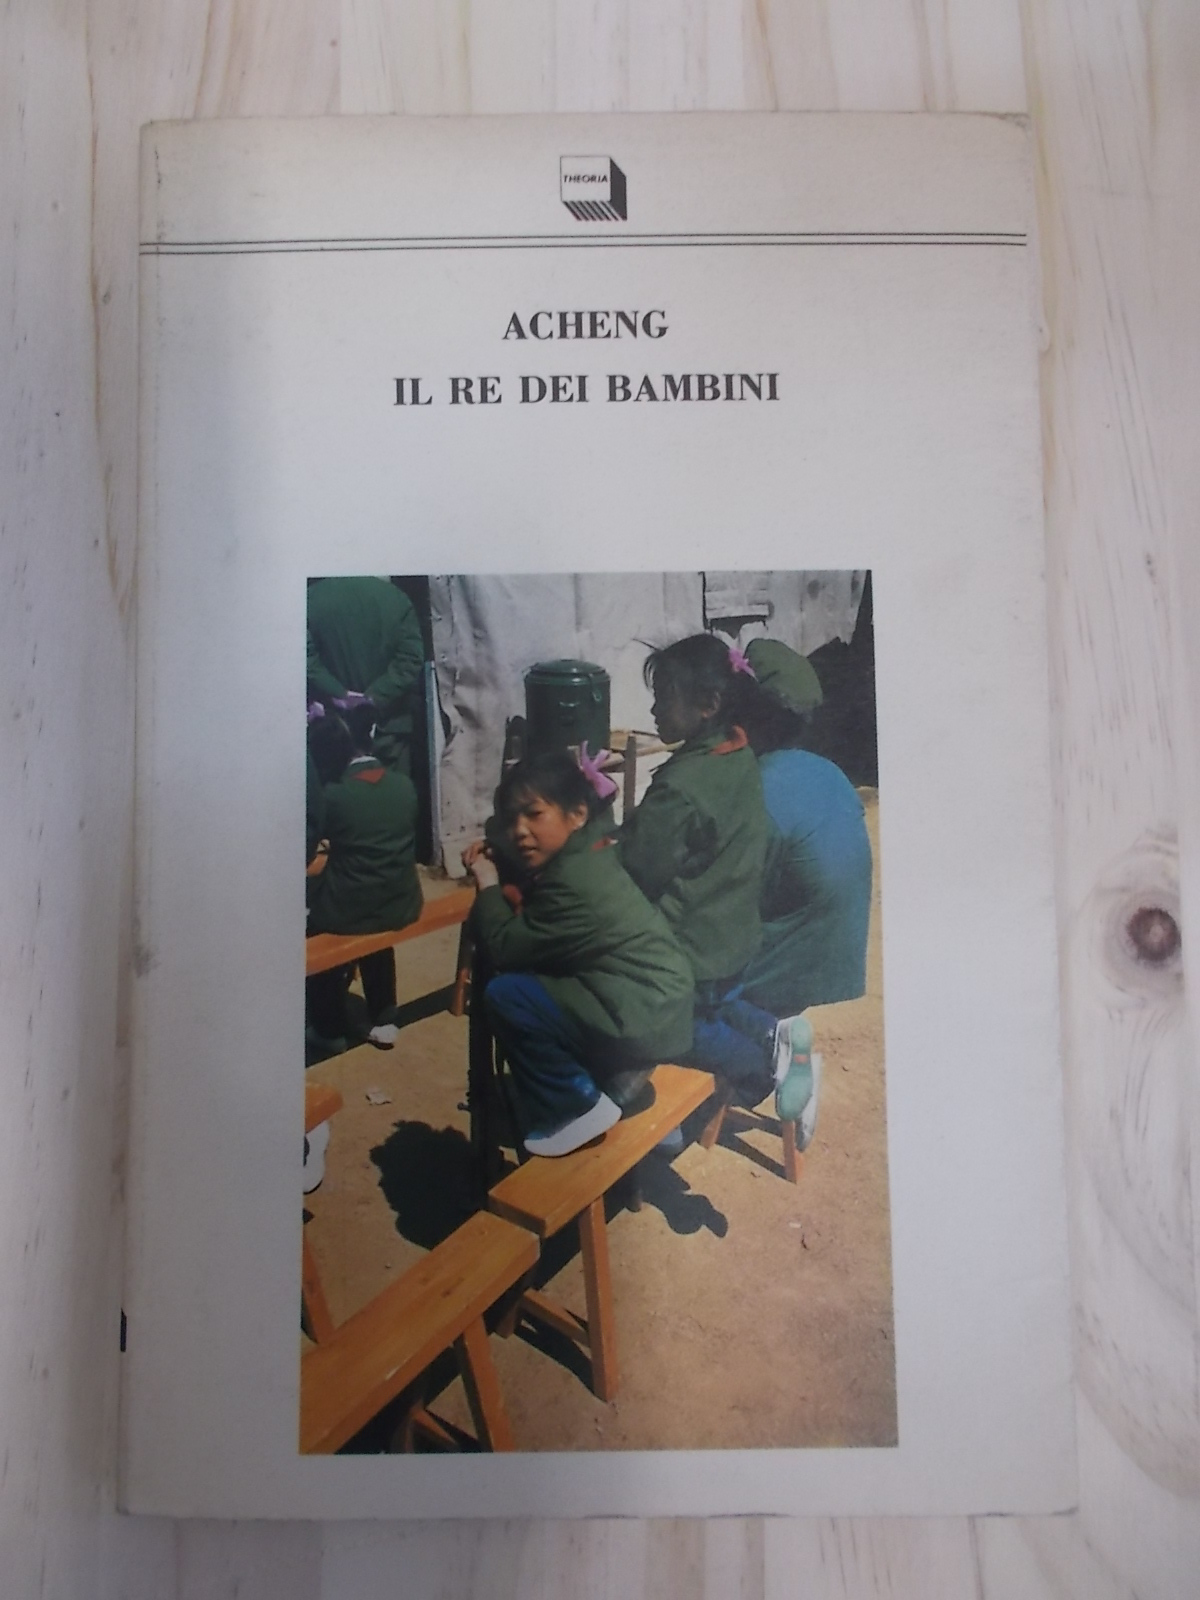 THEORIA
ACHENG
IL RE DEI BAMBINI